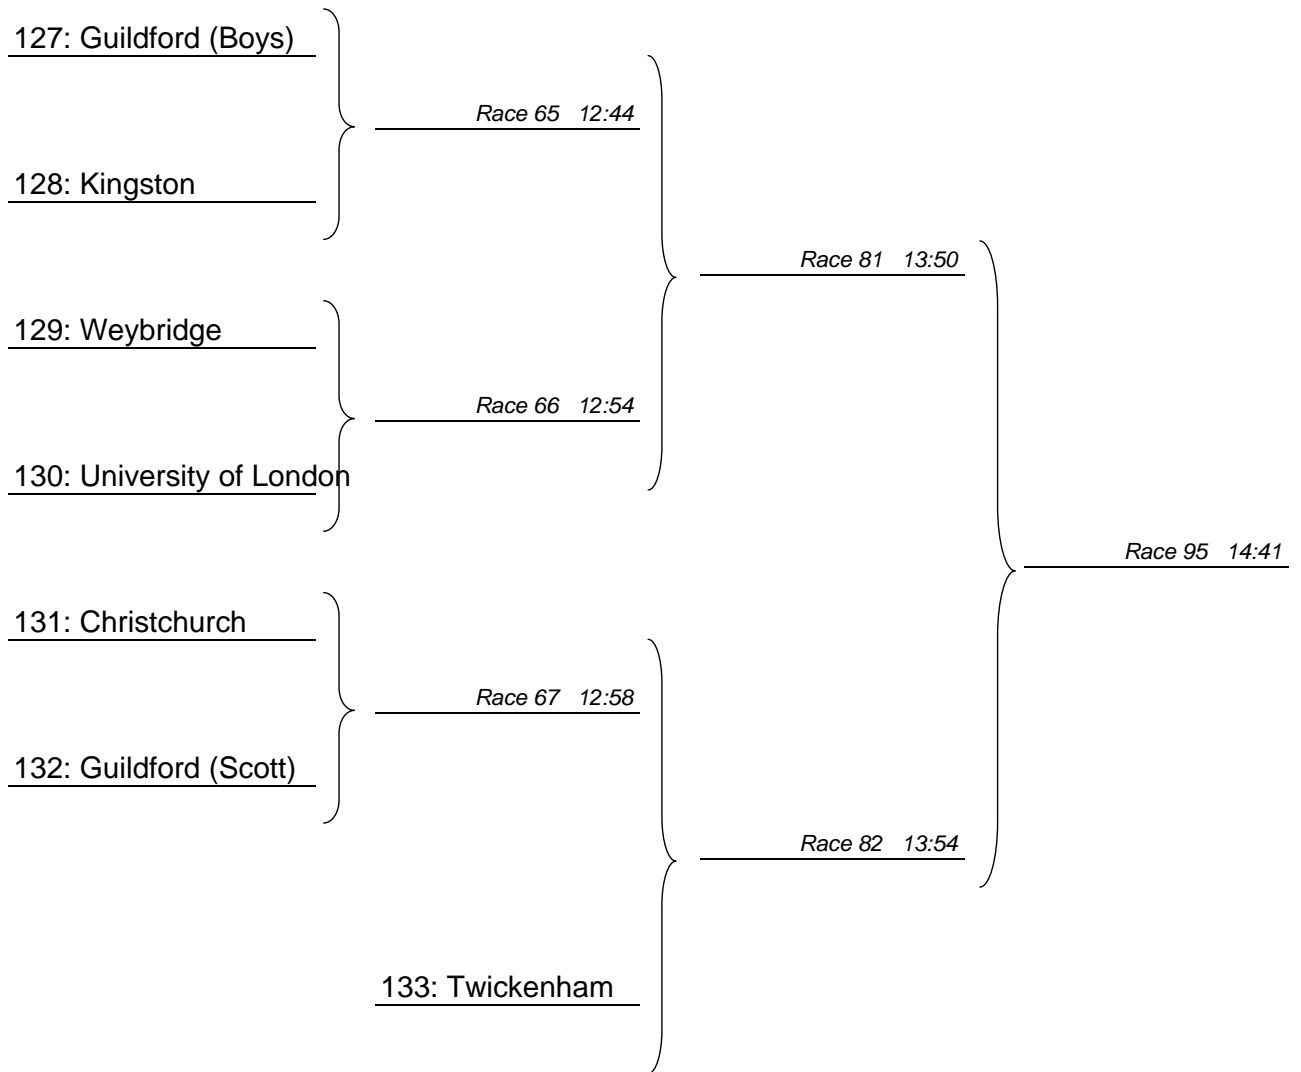 127: Guildford (Boys)
Race 65 12:44
128: Kingston
Race 81 13:50
129: Weybridge
Race 66 12:54
130: University of London
Race 95 14:41
131: Christchurch
Race 67 12:58
132: Guildford (Scott)
Race 82 13:54
133: Twickenham